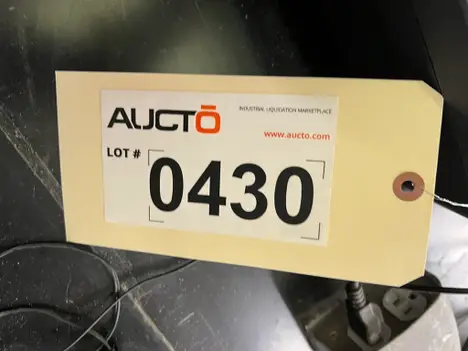 AUCTŌ
INDUSTRIAL LIQUIDATION MARKETPLACE
www.aucto.com
LOT #
0430